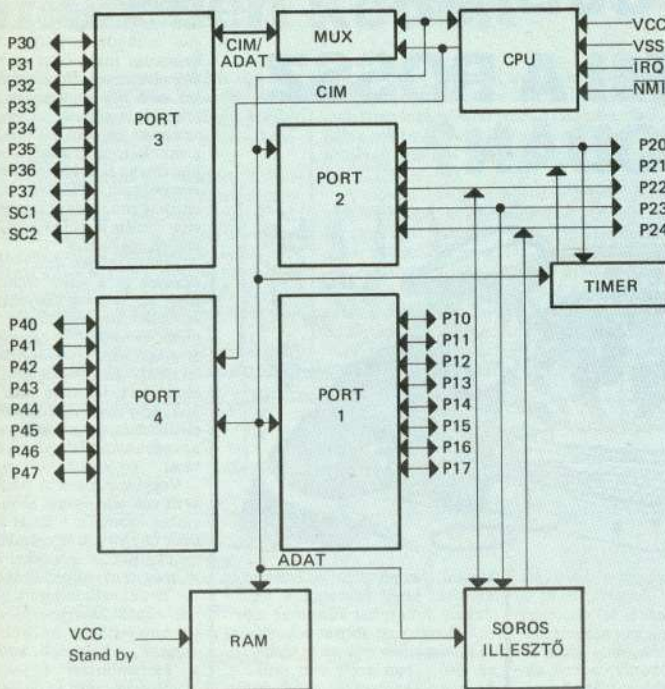 P30
P31
P32
P33
P34
P35
P36
P37
SC1
SC2
PORT
3
CIM/
ADAT
MUX
CIM
CPU
VCC
VSS
IRQ
NMI
PORT
2
P20
P21
P22
P23
P24
TIMER
P40
P41
P42
P43
P44
P45
P46
P47
PORT
4
PORT
1
P10
P11
P12
P13
P14
P15
P16
P17
ADAT
VCC
Stand by
RAM
SOROS
ILLESZTŐ